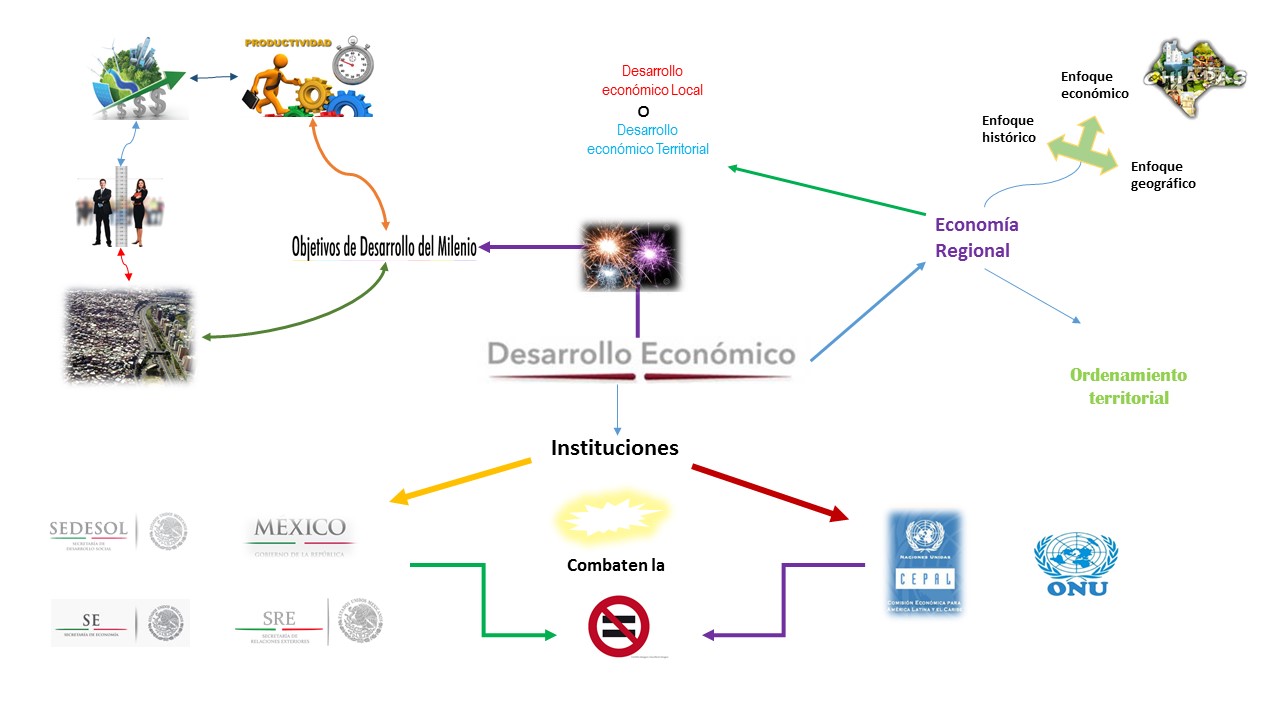 PRODUCTIVIDAD
Desarrollo
económico Local
O
Desarrollo
económico Territorial
Enfoque
económico
CHIAPAS
Enfoque
histórico
Enfoque
geográfico
Economía
Regional
Objetivos de Desarrollo del Milenio
Desarrollo Económico
Ordenamiento
territorial
Instituciones
SEDESOL
SECRETARÍA DE
DESARROLLO SOCIAL
MÉXICO
GOBIERNO DE LA REPÚBLICA
NACIONES UNIDAS
CEPAL
COMISIÓN ECONÓMICA PARA
AMÉRICA LATINA Y EL CARIBE
ONU
Combaten la
SE
SECRETARÍA DE ECONOMÍA
SRE
SECRETARÍA DE
RELACIONES EXTERIORES